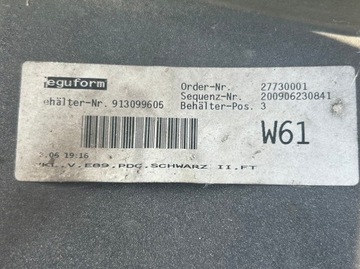 eguform
Order-Nr. 27730001
Sequenz-Nr. 200906230841
ehälter-Nr. 913099605
Behälter-Pos. 3
W61
.06 19:16
KL.V.E89.PDC.SCHWARZ II.FT